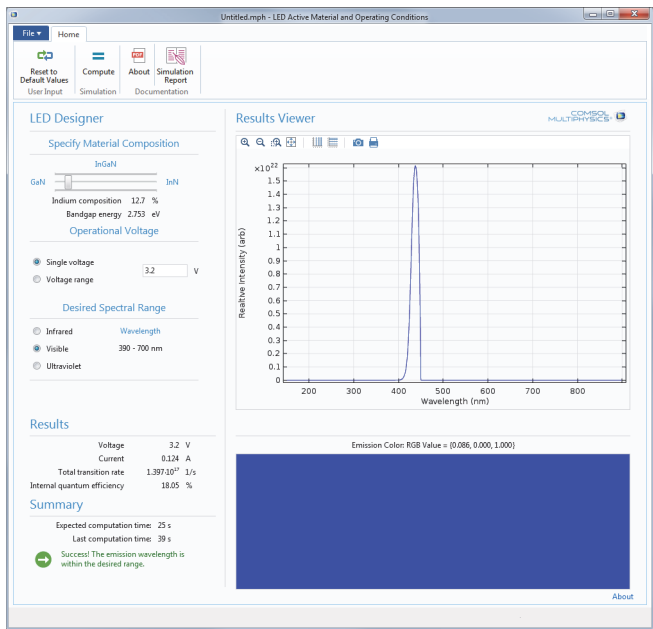 Untitled.mph - LED Active Material and Operating Conditions
File
Home
Reset to
Default Values
Compute
PDF
About
Simulation
Report
User Input
Simulation
Documentation
LED Designer
Specify Material Composition
InGaN
GaN
InN
Indium composition 12.7 %
Bandgap energy 2.753 eV
Operational Voltage
Single voltage
Voltage range
3.2 V
Desired Spectral Range
Infrared
Visible
Ultraviolet
Wavelength
390 - 700 nm
Results
Voltage 3.2 V
Current 0.124 A
Total transition rate 1.397·10¹⁷ 1/s
Internal quantum efficiency 18.05 %
Summary
Expected computation time: 25 s
Last computation time: 39 s
Success! The emission wavelength is
within the desired range.
Results Viewer
COMSOL
MULTIPHYSICS
×10²²
1.5
1.4
1.3
1.2
1.1
1
0.9
0.8
0.7
0.6
0.5
0.4
0.3
0.2
0.1
0
Realtive Intensity (arb)
200 300 400 500 600 700 800
Wavelength (nm)
Emission Color: RGB Value = {0.086, 0.000, 1.000}
About